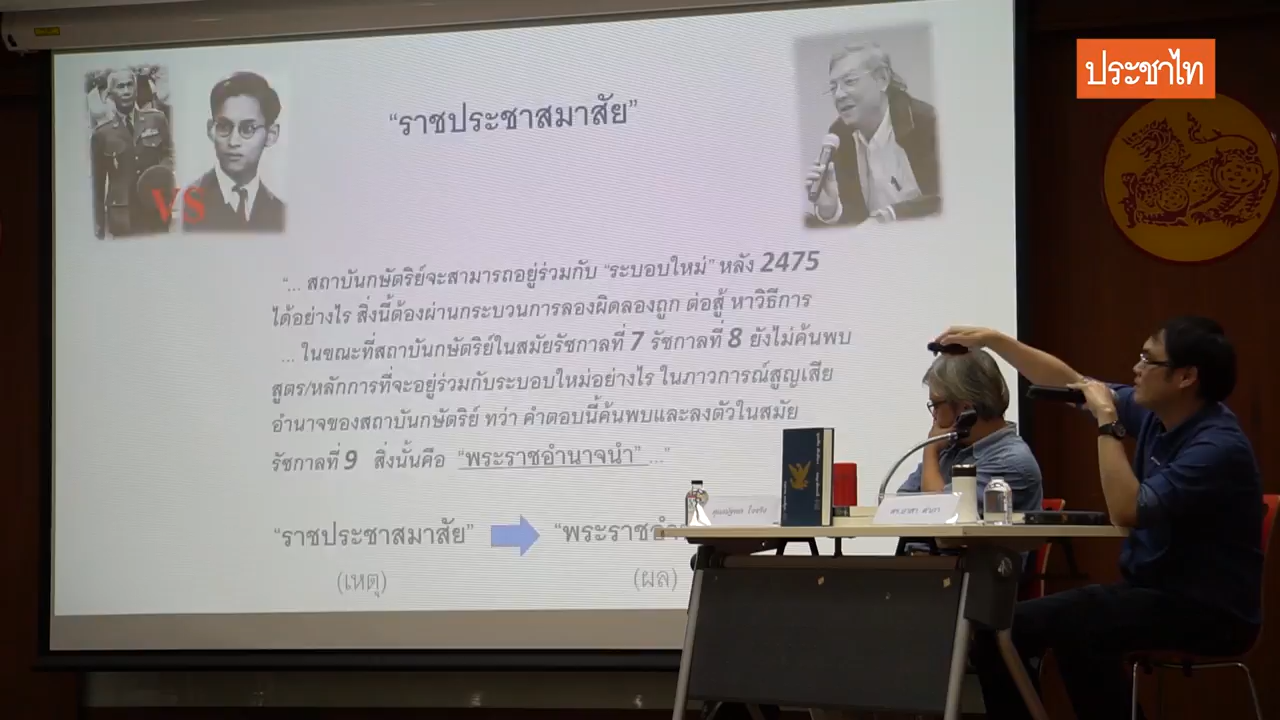 ประชาไท
“ราชประชาสมาสัย”
VS
“... สถาบันกษัตริย์จะสามารถอยู่ร่วมกับ “ระบอบใหม่” หลัง 2475
ได้อย่างไร สิ่งนี้ต้องผ่านกระบวนการลองผิดลองถูก ต่อสู้ หาวิธีการ
... ในขณะที่สถาบันกษัตริย์ในสมัยรัชกาลที่ 7 รัชกาลที่ 8 ยังไม่ค้นพบ
สูตร/หลักการที่จะอยู่ร่วมกับระบอบใหม่อย่างไร ในภาวการณ์สูญเสีย
อำนาจของสถาบันกษัตริย์ ทว่า คำตอบนี้ค้นพบและลงตัวในสมัย
รัชกาลที่ 9 สิ่งนั้นคือ “พระราชอำนาจนำ” ...”
“ราชประชาสมาสัย” “พระราชอำ
(เหตุ) (ผล)